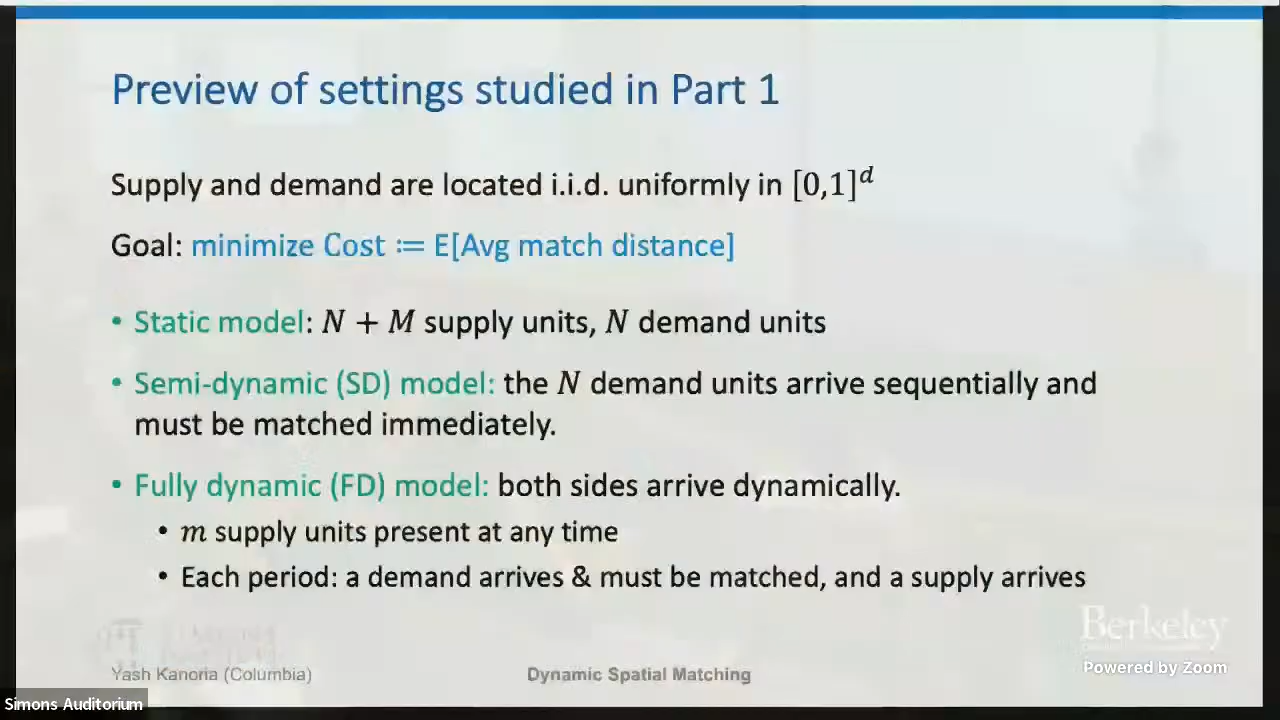 Preview of settings studied in Part 1
Supply and demand are located i.i.d. uniformly in [0,1]^d
Goal: minimize Cost ≔ E[Avg match distance]
• Static model: N + M supply units, N demand units
• Semi-dynamic (SD) model: the N demand units arrive sequentially and
must be matched immediately.
• Fully dynamic (FD) model: both sides arrive dynamically.
• m supply units present at any time
• Each period: a demand arrives & must be matched, and a supply arrives
Berkeley
Yash Kanoria (Columbia)
Dynamic Spatial Matching
Powered by Zoom
Simons Auditorium